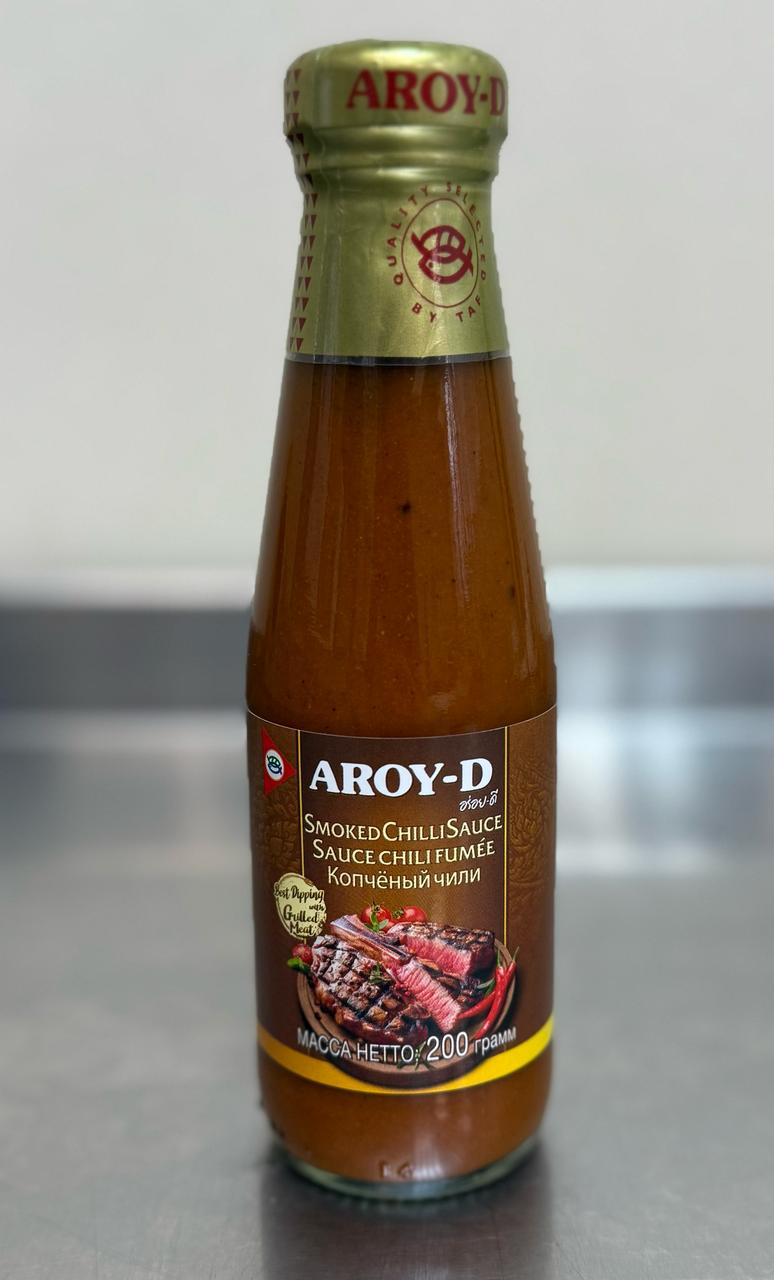 AROY-D
QUALITY SELECTED
BY TAF
AROY-D
อร่อย-ดี
SMOKED CHILLI SAUCE
SAUCE CHILI FUMÉE
Копчёный чили
Best Dipping
with
Grilled
Meat
МАССА НЕТТО: 200 грамм